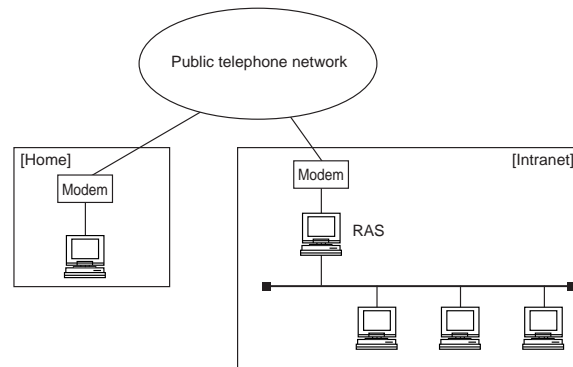 Public telephone network
[Home]
Modem
[Intranet]
Modem
RAS